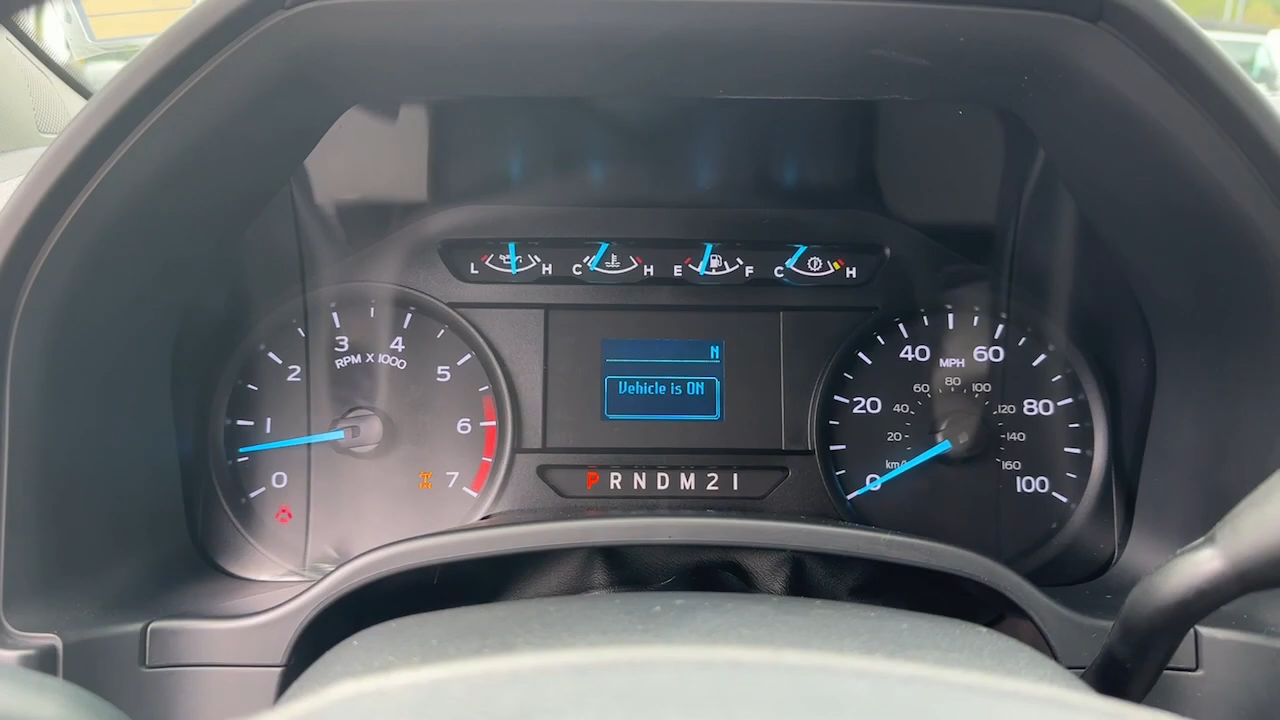 L H C H E F C H
3 4
RPM X 1000
2 5
1 6
0 7
N
Vehicle is ON
P R N D M 2 1
40 MPH 60
60 80 100
20 40 120 80
20 140
km/
0 160 100